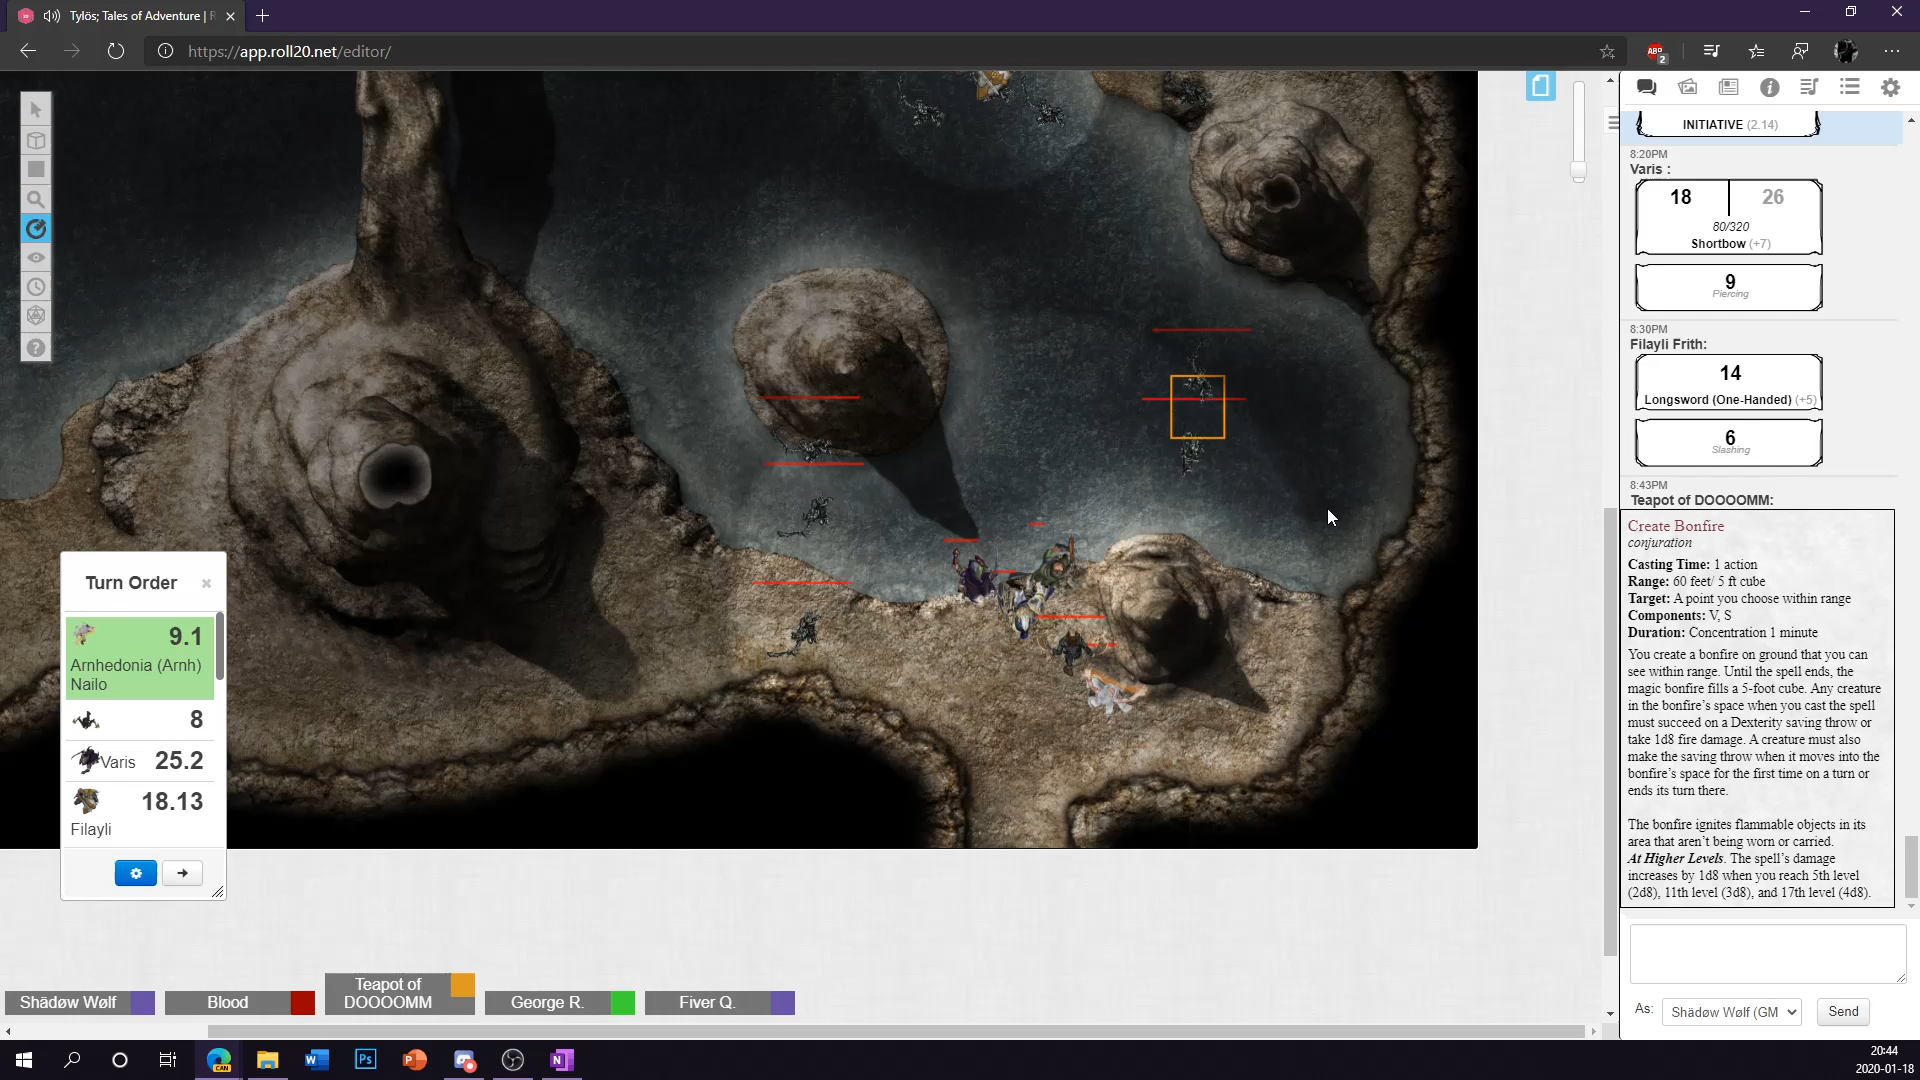 Tylös; Tales of Adventure | R
https://app.roll20.net/editor/
ABP
2
INITIATIVE (2.14)
8:20PM
Varis :
18 26
80/320
Shortbow (+7)
9
Piercing
8:30PM
Filayli Frith:
14
Longsword (One-Handed) (+5)
6
Slashing
8:43PM
Teapot of DOOOOMM:
Create Bonfire
conjuration
Casting Time: 1 action
Range: 60 feet/ 5 ft cube
Target: A point you choose within range
Components: V, S
Duration: Concentration 1 minute
You create a bonfire on ground that you can
see within range. Until the spell ends, the
magic bonfire fills a 5-foot cube. Any creature
in the bonfire's space when you cast the spell
must succeed on a Dexterity saving throw or
take 1d8 fire damage. A creature must also
make the saving throw when it moves into the
bonfire's space for the first time on a turn or
ends its turn there.
The bonfire ignites flammable objects in its
area that aren't being worn or carried.
At Higher Levels. The spell's damage
increases by 1d8 when you reach 5th level
(2d8), 11th level (3d8), and 17th level (4d8).
As: Shädøw Wølf (GM
Send
Turn Order
9.1
Arnhedonia (Arnh)
Nailo
8
Varis 25.2
18.13
Filayli
Shädøw Wølf
Blood
Teapot of
DOOOOMM
George R.
Fiver Q.
CAN
20:44
2020-01-18